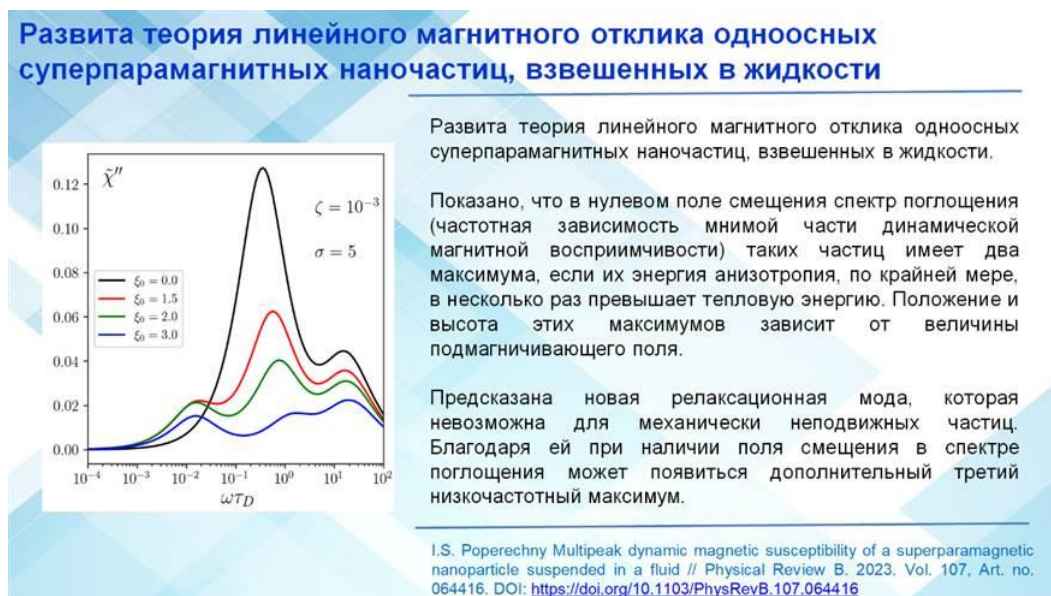 Развита теория линейного магнитного отклика одноосных
суперпарамагнитных наночастиц, взвешенных в жидкости
Развита теория линейного магнитного отклика одноосных
суперпарамагнитных наночастиц, взвешенных в жидкости.
Показано, что в нулевом поле смещения спектр поглощения
(частотная зависимость мнимой части динамической
магнитной восприимчивости) таких частиц имеет два
максимума, если их энергия анизотропия, по крайней мере,
в несколько раз превышает тепловую энергию. Положение и
высота этих максимумов зависит от величины
подмагничивающего поля.
Предсказана новая релаксационная мода, которая
невозможна для механически неподвижных частиц.
Благодаря ей при наличии поля смещения в спектре
поглощения может появиться дополнительный третий
низкочастотный максимум.
I.S. Poperechny Multipeak dynamic magnetic susceptibility of a superparamagnetic
nanoparticle suspended in a fluid // Physical Review B. 2023. Vol. 107, Art. no.
064416. DOI: https://doi.org/10.1103/PhysRevB.107.064416
χ̃″
ζ = 10⁻³
σ = 5
ξ₀ = 0.0
ξ₀ = 1.5
ξ₀ = 2.0
ξ₀ = 3.0
0.12
0.10
0.08
0.06
0.04
0.02
0.00
10⁻⁴ 10⁻³ 10⁻² 10⁻¹ 10⁰ 10¹ 10²
ωτ_D